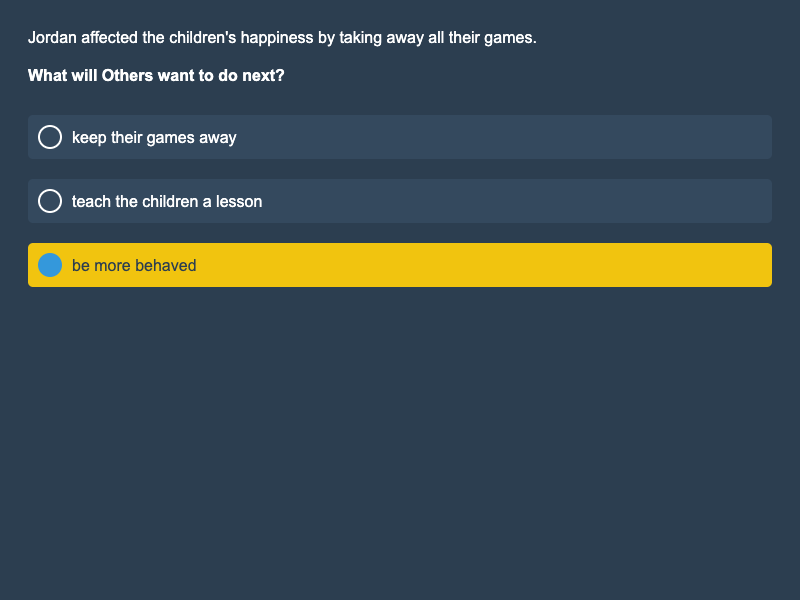 Jordan affected the children's happiness by taking away all their games.
What will Others want to do next?
keep their games away
teach the children a lesson
be more behaved